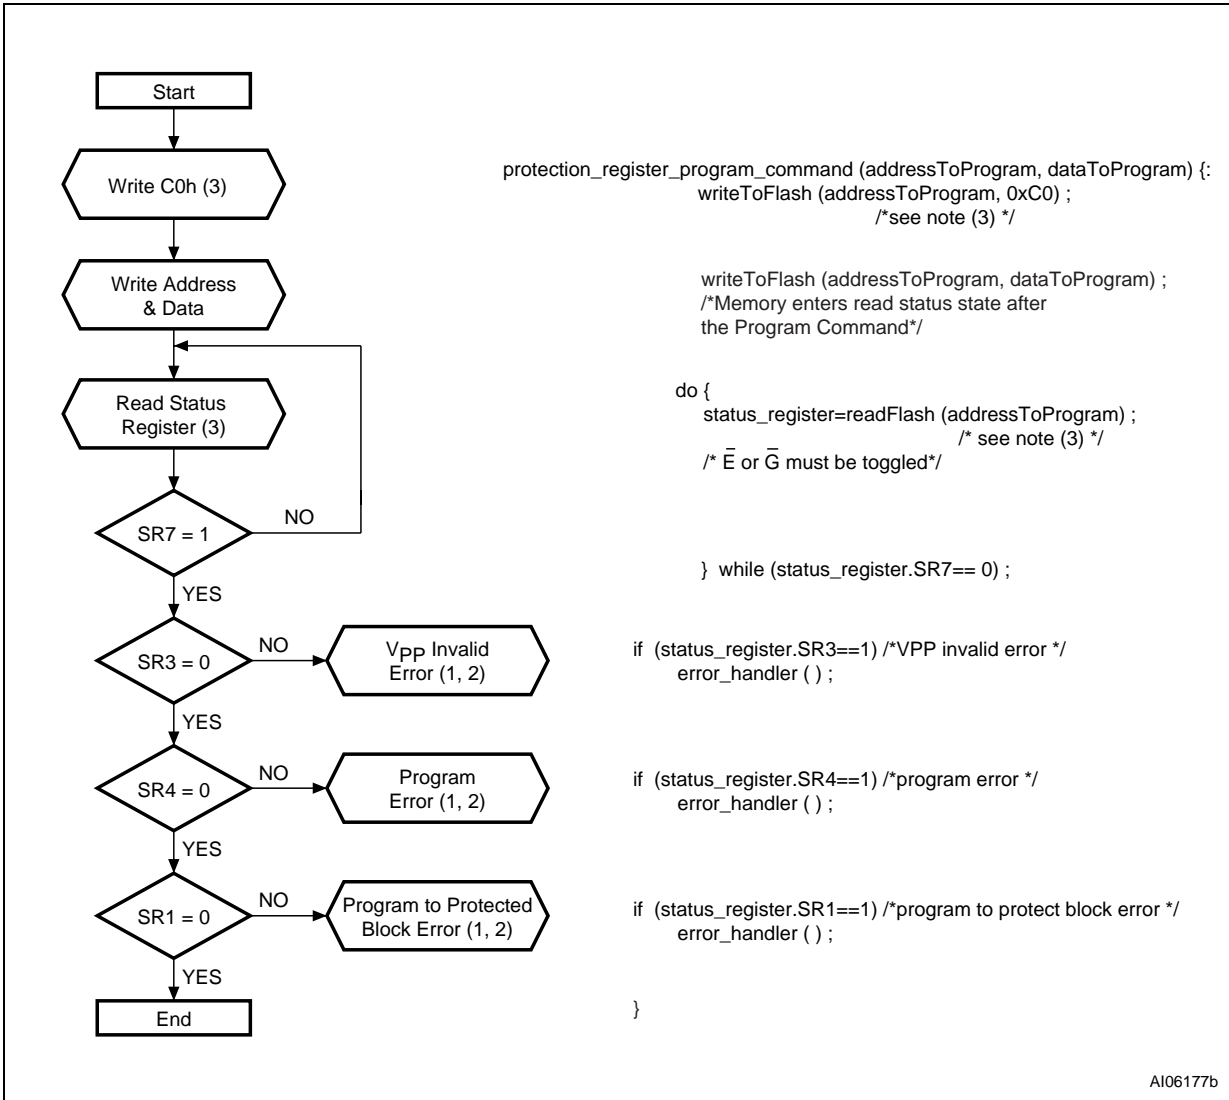 Start
Write C0h (3)
Write Address
& Data
Read Status
Register (3)
SR7 = 1
NO
YES
SR3 = 0
NO
VPP Invalid
Error (1, 2)
YES
SR4 = 0
NO
Program
Error (1, 2)
YES
SR1 = 0
NO
Program to Protected
Block Error (1, 2)
YES
End
protection_register_program_command (addressToProgram, dataToProgram) {:
writeToFlash (addressToProgram, 0xC0) ;
/*see note (3) */
writeToFlash (addressToProgram, dataToProgram) ;
/*Memory enters read status state after
the Program Command*/
do {
status_register=readFlash (addressToProgram) ;
/* see note (3) */
/* E̅ or G̅ must be toggled*/
} while (status_register.SR7== 0) ;
if (status_register.SR3==1) /*VPP invalid error */
error_handler ( ) ;
if (status_register.SR4==1) /*program error */
error_handler ( ) ;
if (status_register.SR1==1) /*program to protect block error */
error_handler ( ) ;
}
AI06177b